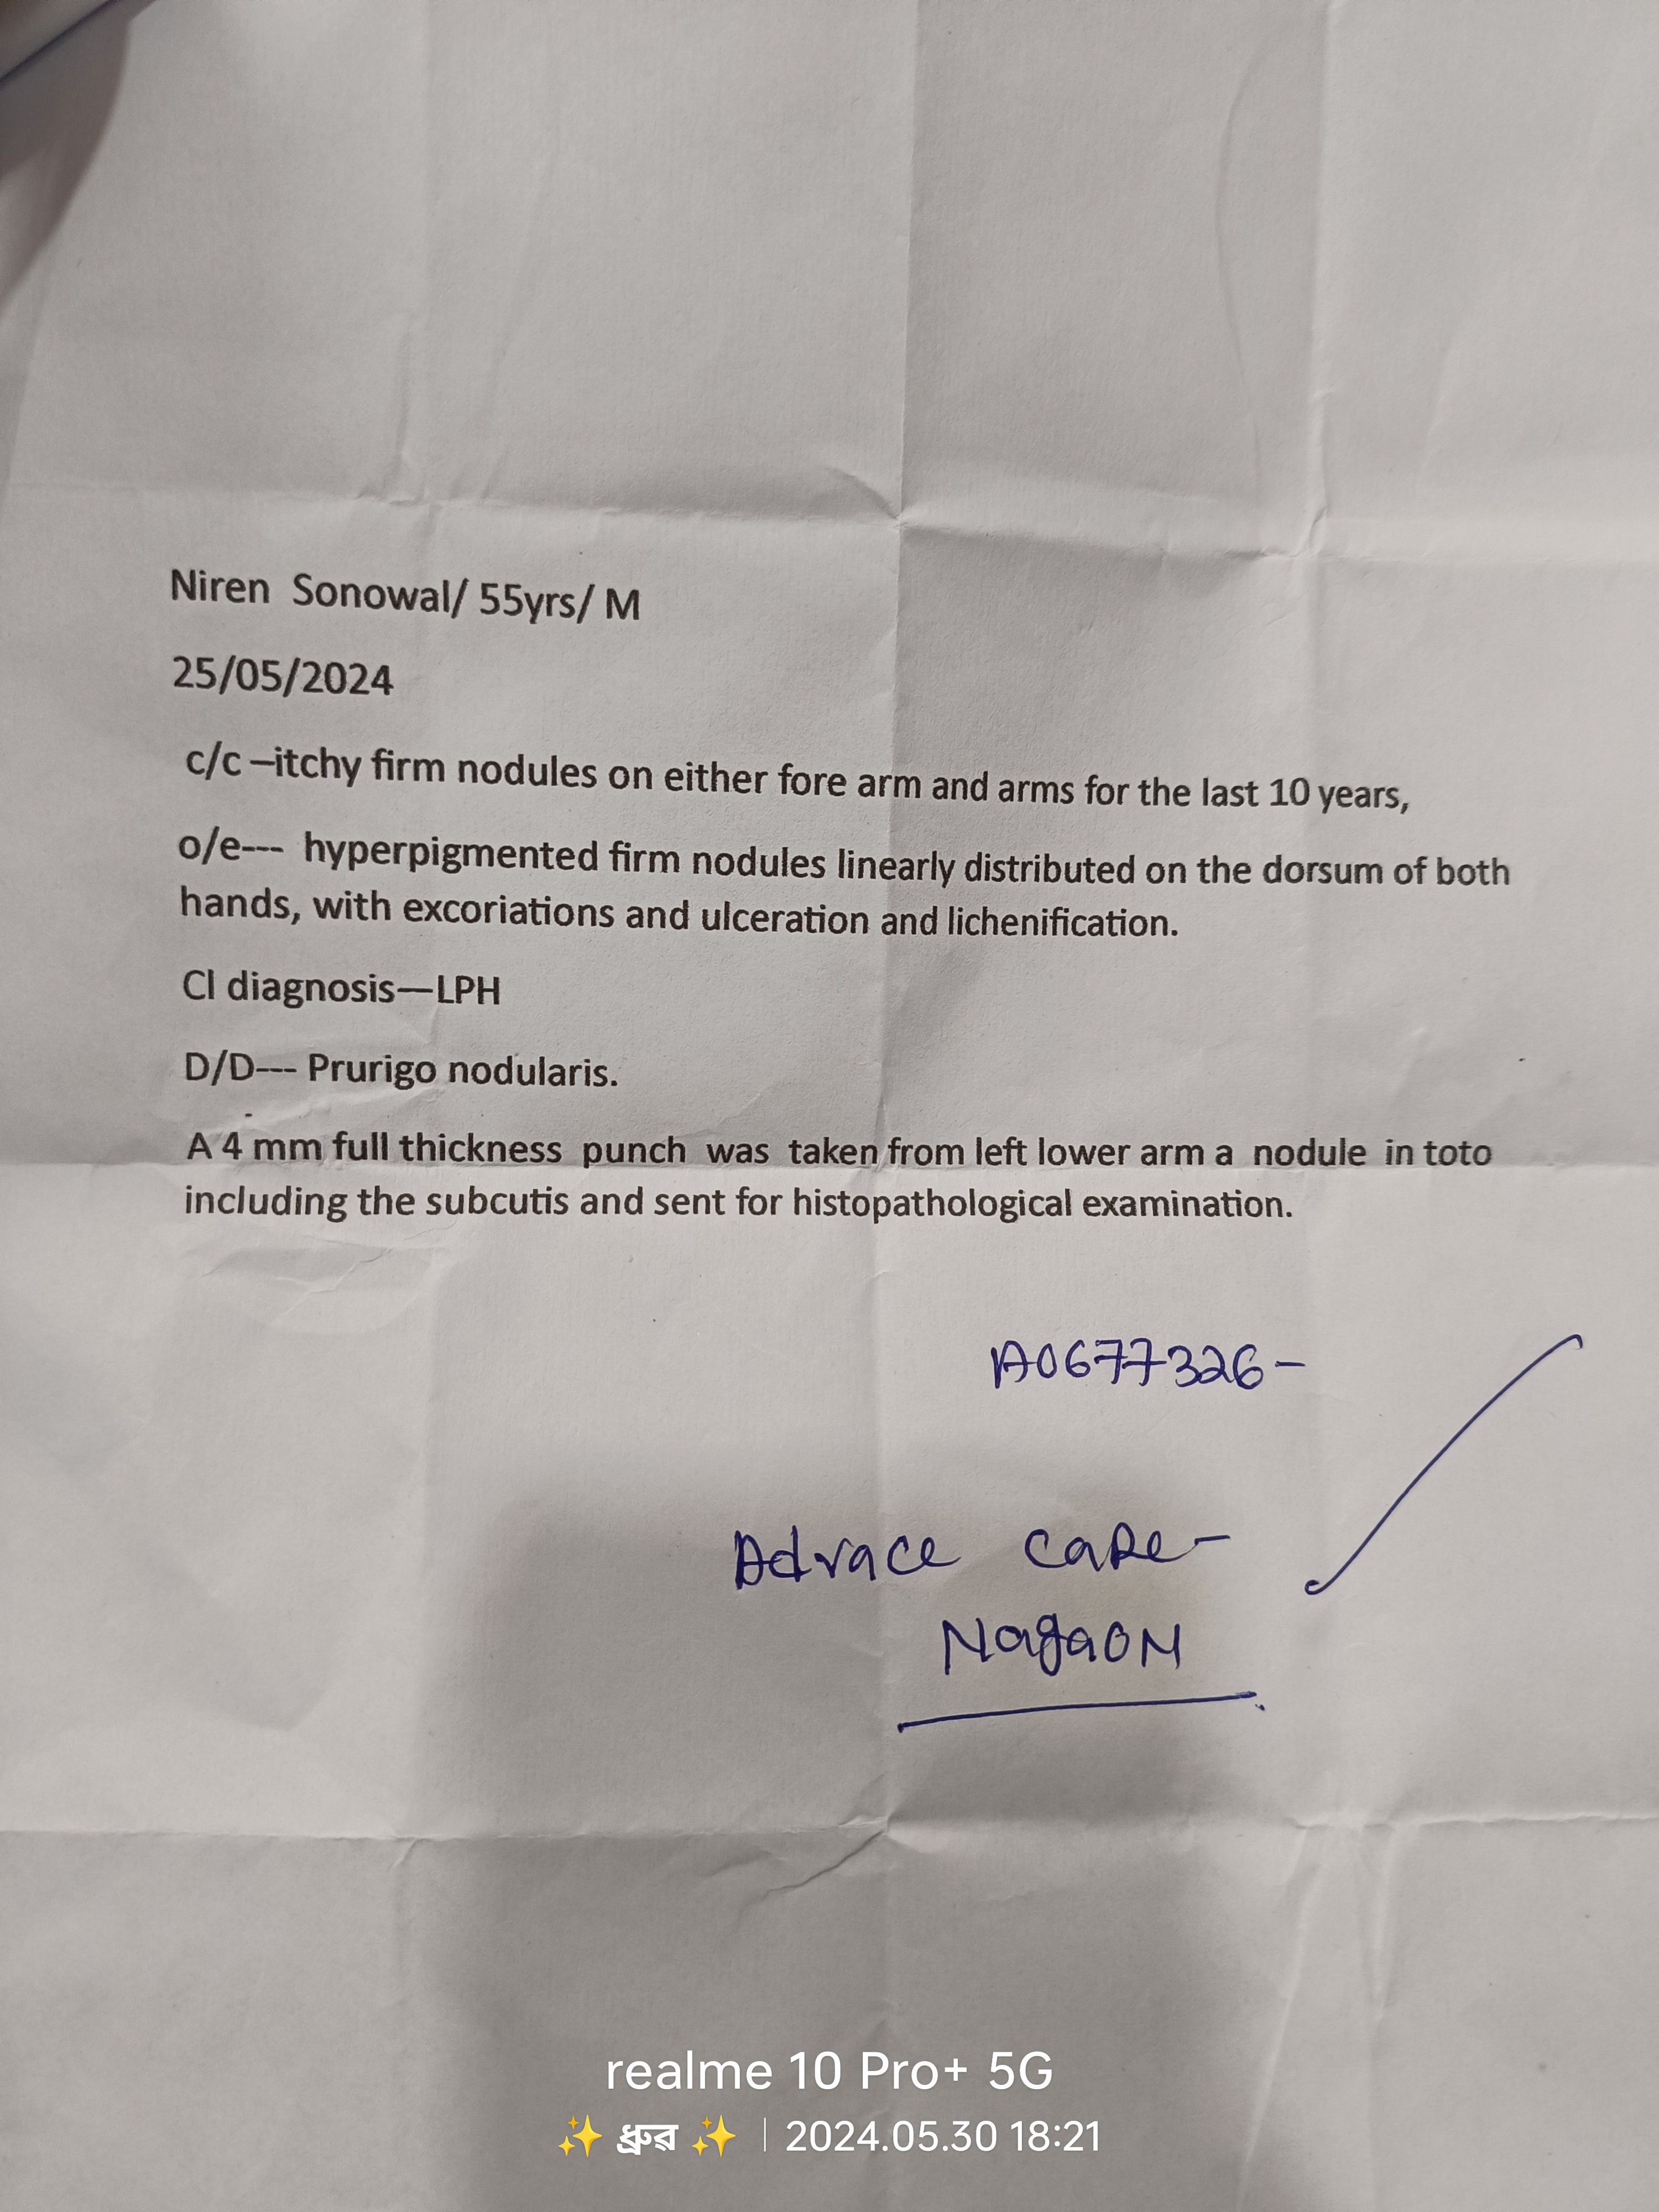 Niren Sonowal/ 55yrs/ M
25/05/2024
c/c –itchy firm nodules on either fore arm and arms for the last 10 years,
o/e--- hyperpigmented firm nodules linearly distributed on the dorsum of both
hands, with excoriations and ulceration and lichenification.
Cl diagnosis—LPH
D/D--- Prurigo nodularis.
A 4 mm full thickness punch was taken from left lower arm a nodule in toto
including the subcutis and sent for histopathological examination.
A0677326-
Advace care-
Nagaon
realme 10 Pro+ 5G
✨ ধ্রুৱ ✨ | 2024.05.30 18:21